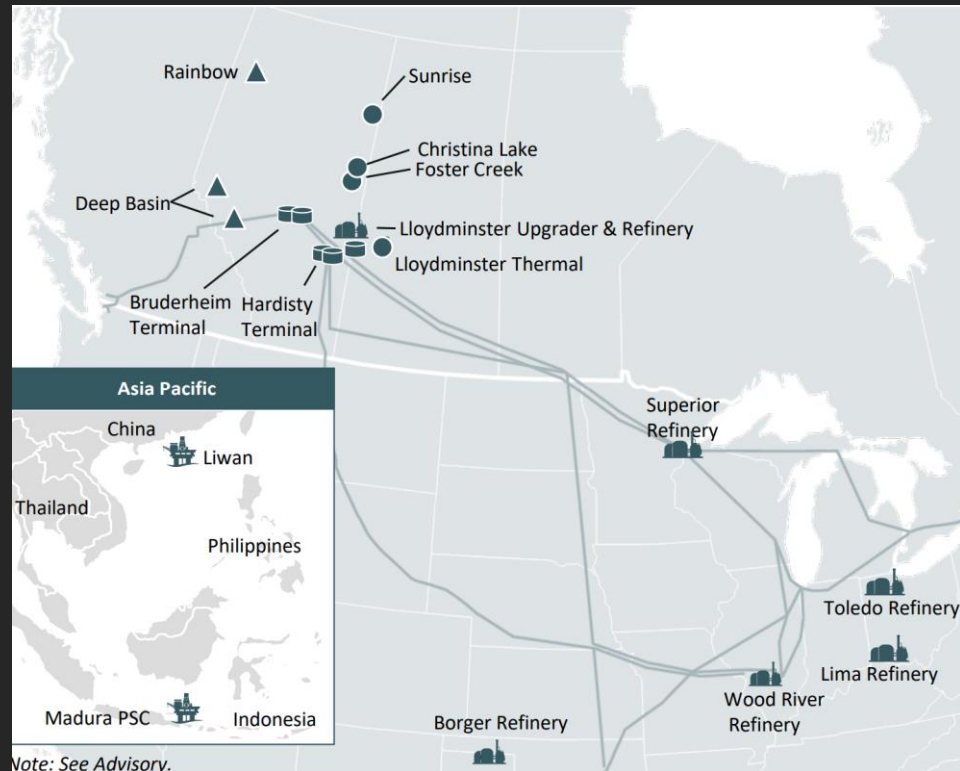 Rainbow
Sunrise
Christina Lake
Foster Creek
Deep Basin
Lloydminster Upgrader & Refinery
Lloydminster Thermal
Bruderheim
Terminal
Hardisty
Terminal
Asia Pacific
China
Liwan
Thailand
Philippines
Madura PSC
Indonesia
Superior
Refinery
Toledo Refinery
Lima Refinery
Wood River
Refinery
Borger Refinery
Note: See Advisory.